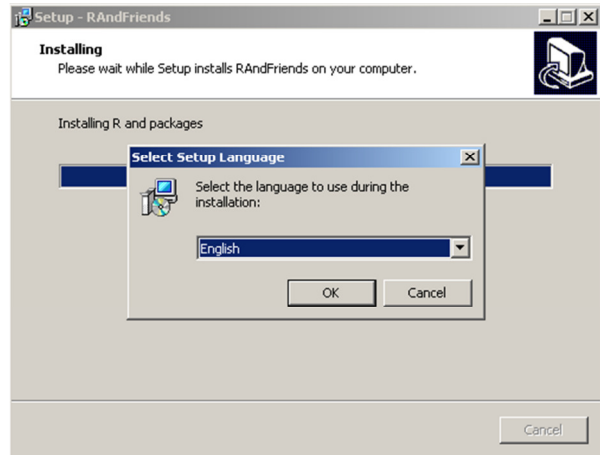 Setup - RAndFriends
Installing
Please wait while Setup installs RAndFriends on your computer.
Installing R and packages
Select Setup Language
Select the language to use during the
installation:
English
OK
Cancel
Cancel